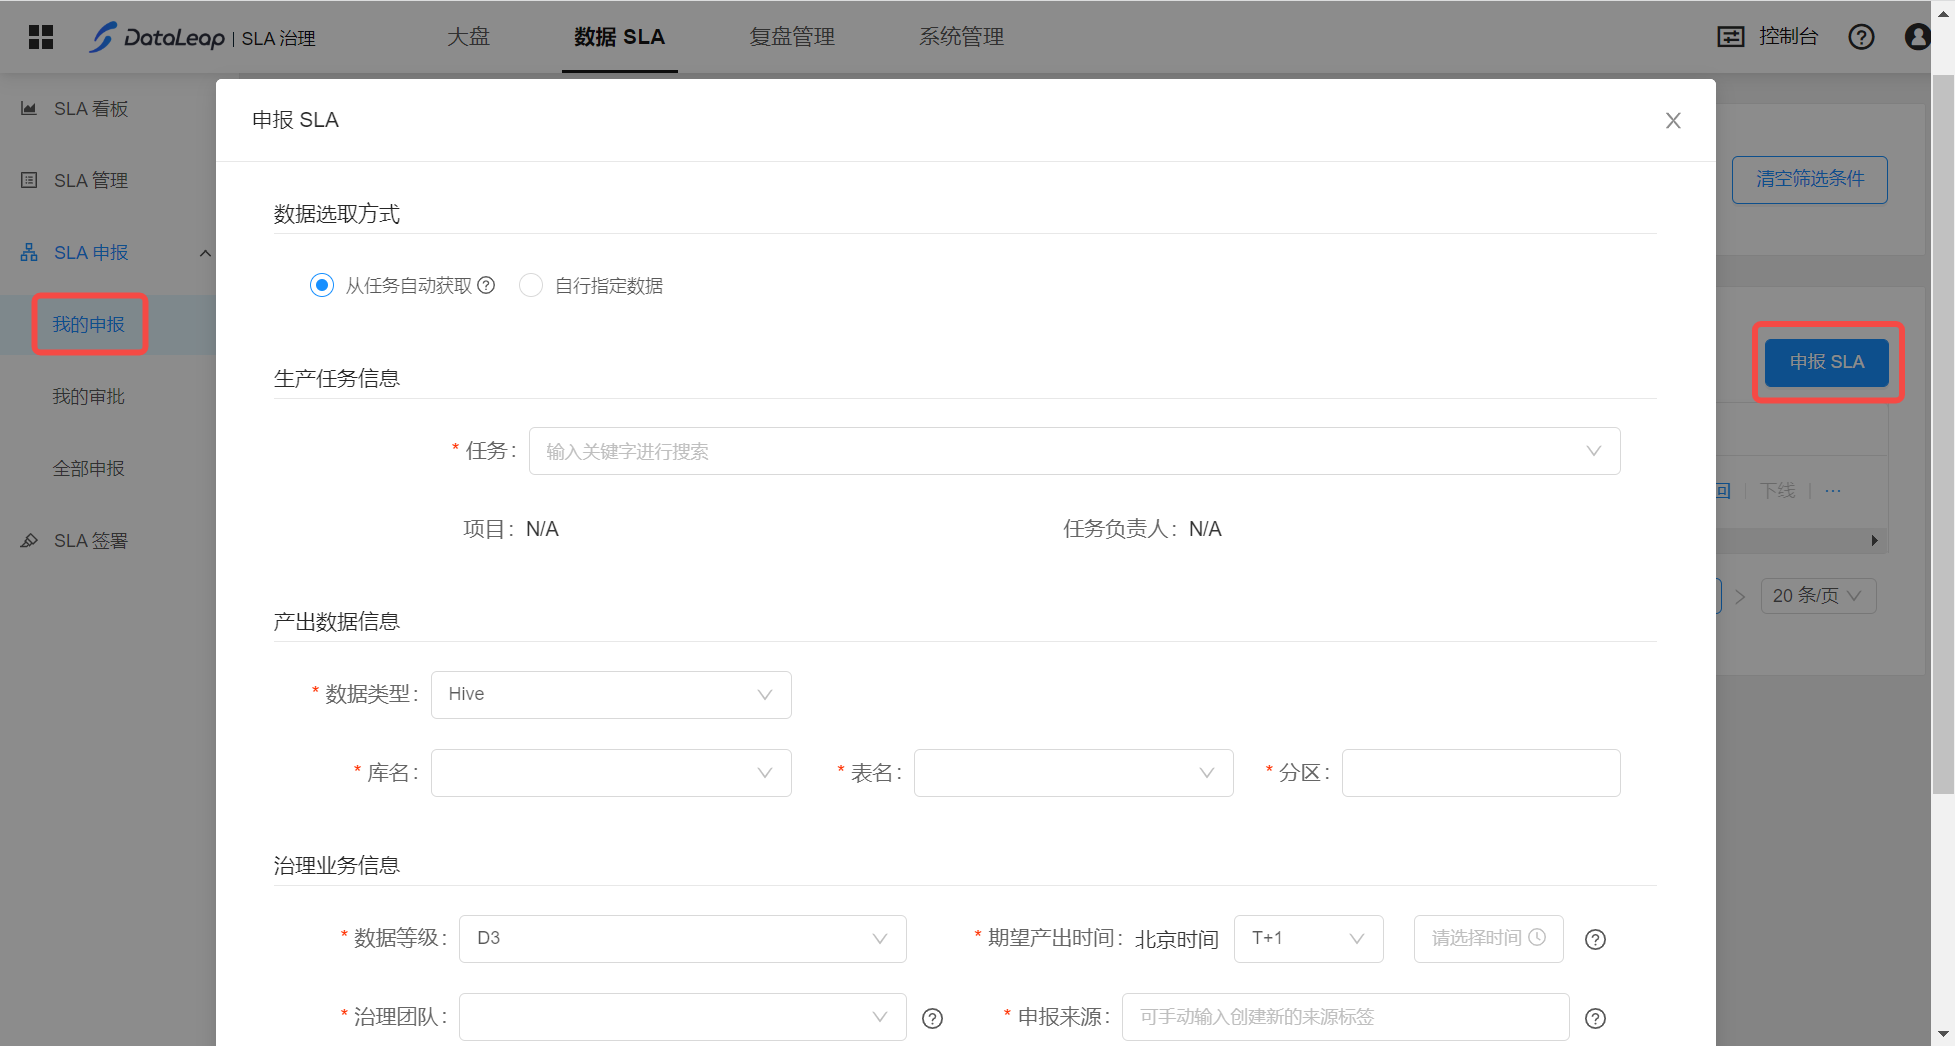 DataLeap | SLA 治理
大盘
数据 SLA
复盘管理
系统管理
控制台
SLA 看板
SLA 管理
SLA 申报
我的申报
我的审批
全部申报
SLA 签署
清空筛选条件
申报 SLA
回 | 下线 | ...
20 条/页
申报 SLA
数据选取方式
从任务自动获取 自行指定数据
生产任务信息
* 任务: 输入关键字进行搜索
项目: N/A 任务负责人: N/A
产出数据信息
* 数据类型: Hive
* 库名: * 表名: * 分区:
治理业务信息
* 数据等级: D3 * 期望产出时间: 北京时间 T+1 请选择时间
* 治理团队: * 申报来源: 可手动输入创建新的来源标签